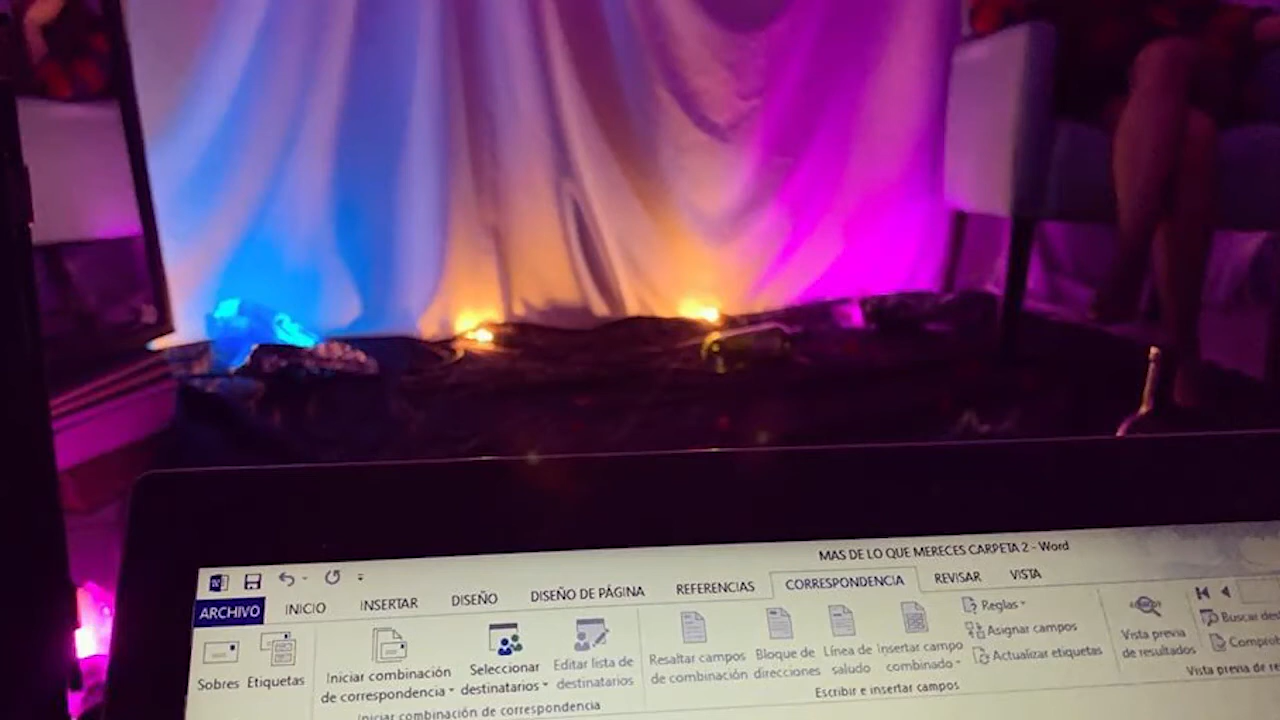 MAS DE LO QUE MERECES CARPETA 2 - Word
ARCHIVO INICIO INSERTAR DISEÑO DISEÑO DE PÁGINA REFERENCIAS CORRESPONDENCIA REVISAR VISTA
Sobres
Etiquetas
Iniciar combinación
de correspondencia
Seleccionar
destinatarios
Editar lista de
destinatarios
Iniciar combinación de correspondencia
Resaltar campos
de combinación
Bloque de
direcciones
Línea de
saludo
Insertar campo
combinado
Reglas
Asignar campos
Actualizar etiquetas
Escribir e insertar campos
Vista previa
de resultados
Buscar
Vista previa de